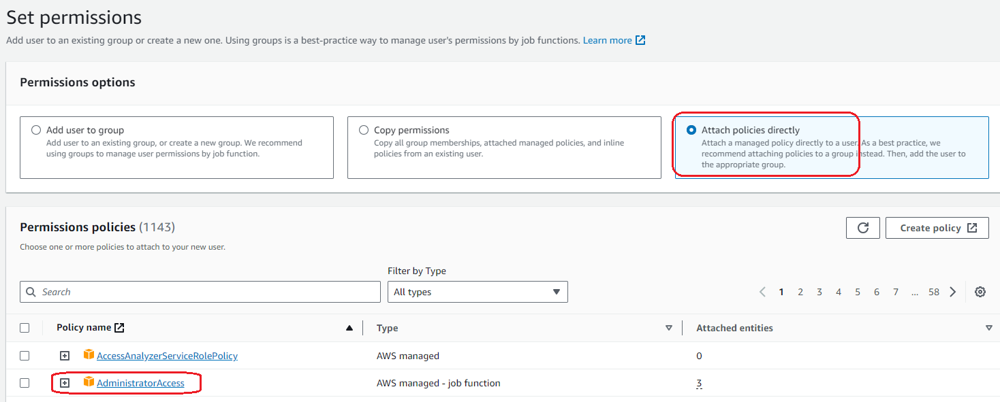 Set permissions
Add user to an existing group or create a new one. Using groups is a best-practice way to manage user's permissions by job functions. Learn more
Permissions options
Add user to group
Add user to an existing group, or create a new group. We recommend
using groups to manage user permissions by job function.
Copy permissions
Copy all group memberships, attached managed policies, and inline
policies from an existing user.
Attach policies directly
Attach a managed policy directly to a user. As a best practice, we
recommend attaching policies to a group instead. Then, add the user to
the appropriate group.
Permissions policies (1143)
Create policy
Choose one or more policies to attach to your new user.
Filter by Type
Search
All types
1 2 3 4 5 6 7 ... 58
Policy name Type Attached entities
AccessAnalyzerServiceRolePolicy AWS managed 0
AdministratorAccess AWS managed - job function 3